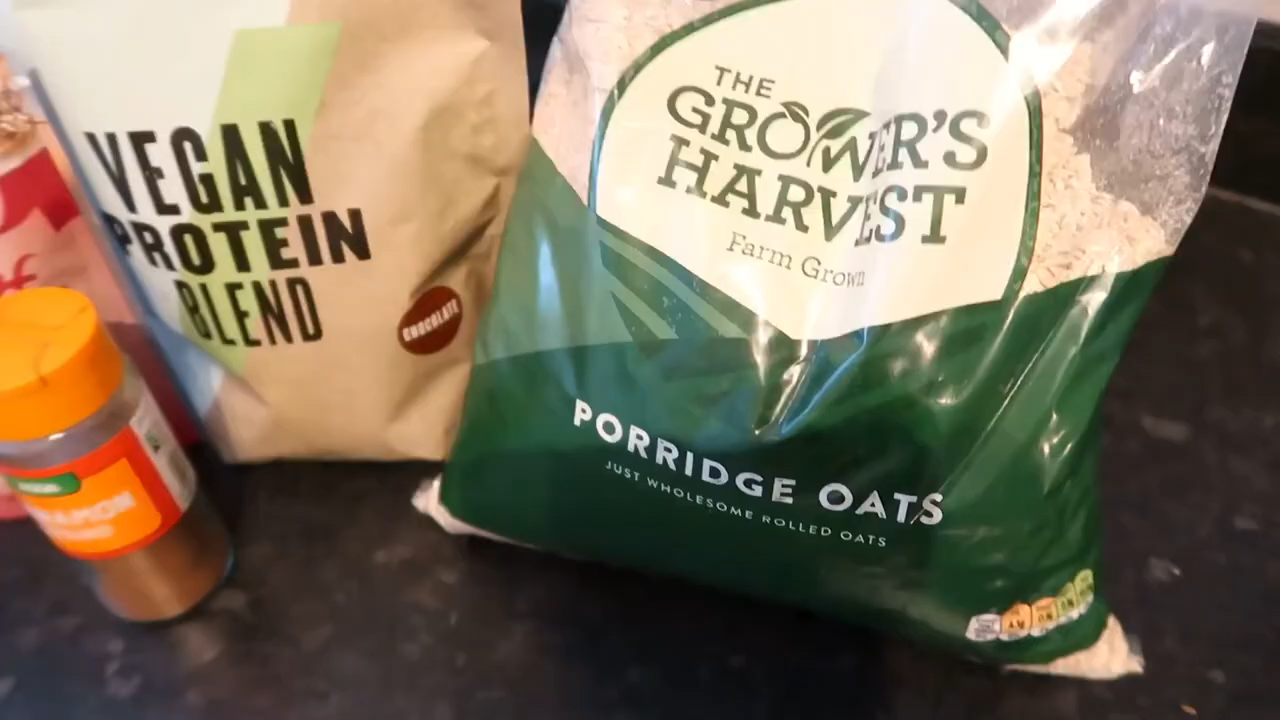 VEGAN
PROTEIN
BLEND
CHOCOLATE
THE
GROWER'S
HARVEST
Farm Grown
PORRIDGE OATS
JUST WHOLESOME ROLLED OATS